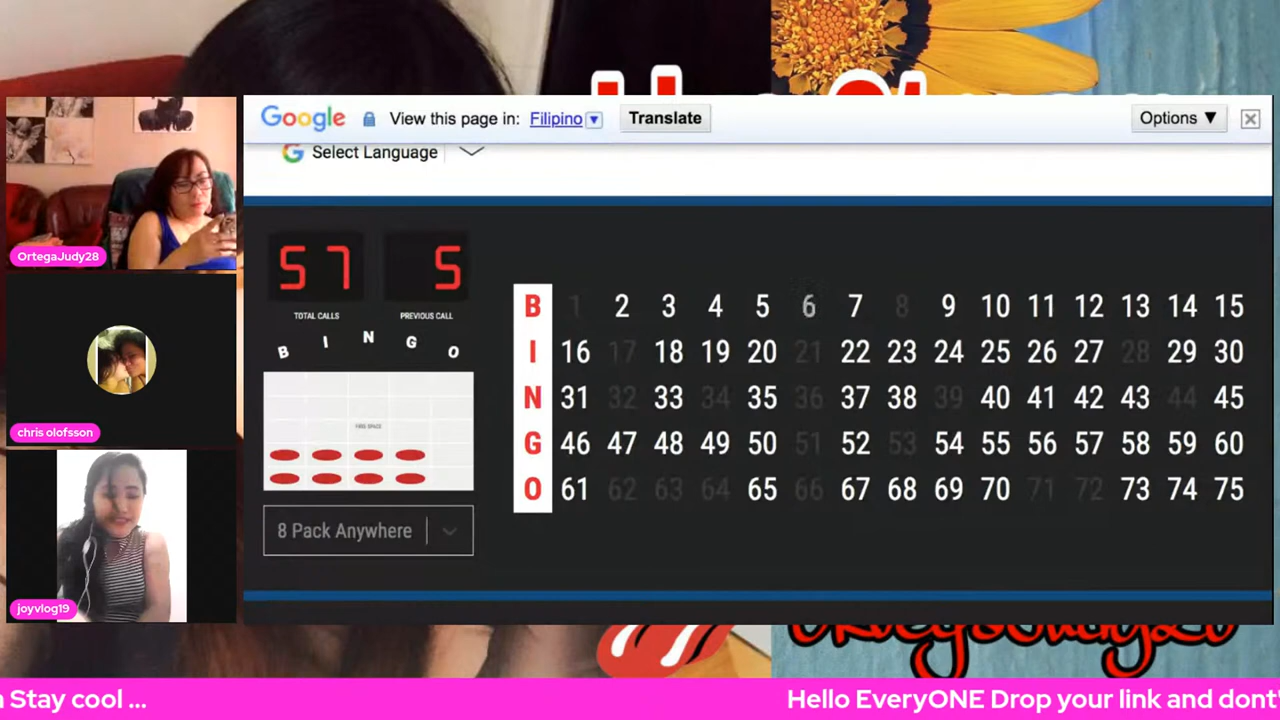 Google View this page in: Filipino Translate Options ▼
G Select Language
57 5
TOTAL CALLS PREVIOUS CALL
B I N G O
FREE SPACE
8 Pack Anywhere
B 1 2 3 4 5 6 7 8 9 10 11 12 13 14 15
I 16 17 18 19 20 21 22 23 24 25 26 27 28 29 30
N 31 32 33 34 35 36 37 38 39 40 41 42 43 44 45
G 46 47 48 49 50 51 52 53 54 55 56 57 58 59 60
O 61 62 63 64 65 66 67 68 69 70 71 72 73 74 75
OrtegaJudy28
chris olofsson
joyvlog19
Stay cool ...
Hello EveryONE Drop your link and dont'